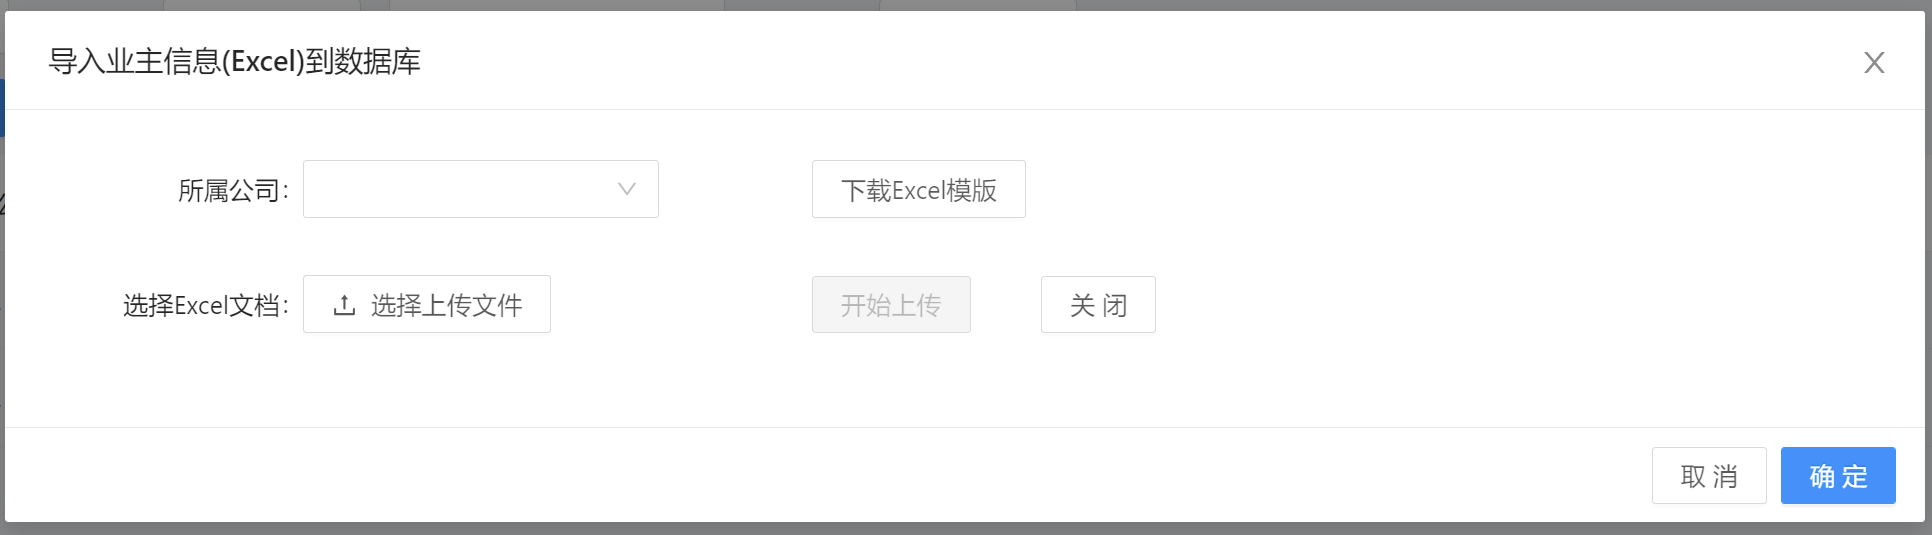 导入业主信息(Excel)到数据库
所属公司: 下载Excel模版
选择Excel文档: 选择上传文件 开始上传 关 闭
取 消 确 定